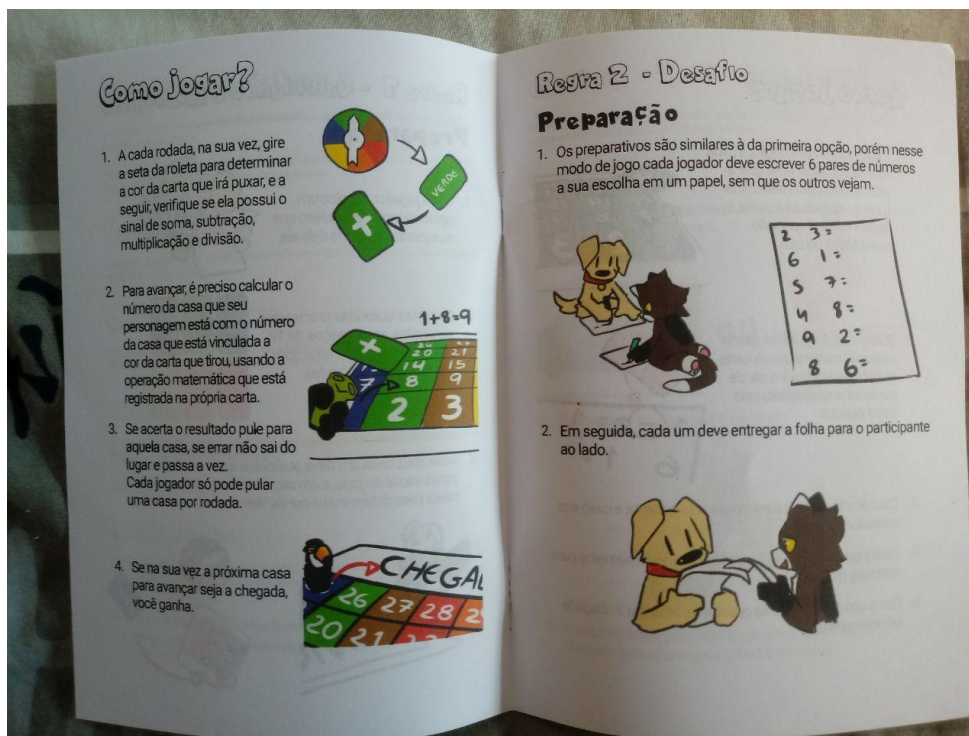 Como jogar?
1. A cada rodada, na sua vez, gire
a seta da roleta para determinar
a cor da carta que irá puxar, e a
seguir, verifique se ela possui o
sinal de soma, subtração,
multiplicação e divisão.
VERDE
+
2. Para avançar, é preciso calcular o
número da casa que seu
personagem está com o número
da casa que está vinculada a
cor da carta que tirou, usando a
operação matemática que está
registrada na própria carta.
1+8=9
+
20 21
14 15
7 8 9
2 3
3. Se acerta o resultado pule para
aquela casa, se errar não sai do
lugar e passa a vez.
Cada jogador só pode pular
uma casa por rodada.
4. Se na sua vez a próxima casa
para avançar seja a chegada,
você ganha.
CHEGA
26 27 28 2
20 21
Regra 2 - Desafio
Preparação
1. Os preparativos são similares à da primeira opção, porém nesse
modo de jogo cada jogador deve escrever 6 pares de números
a sua escolha em um papel, sem que os outros vejam.
2 3=
6 1=
5 7=
4 8=
9 2=
8 6=
2. Em seguida, cada um deve entregar a folha para o participante
ao lado.